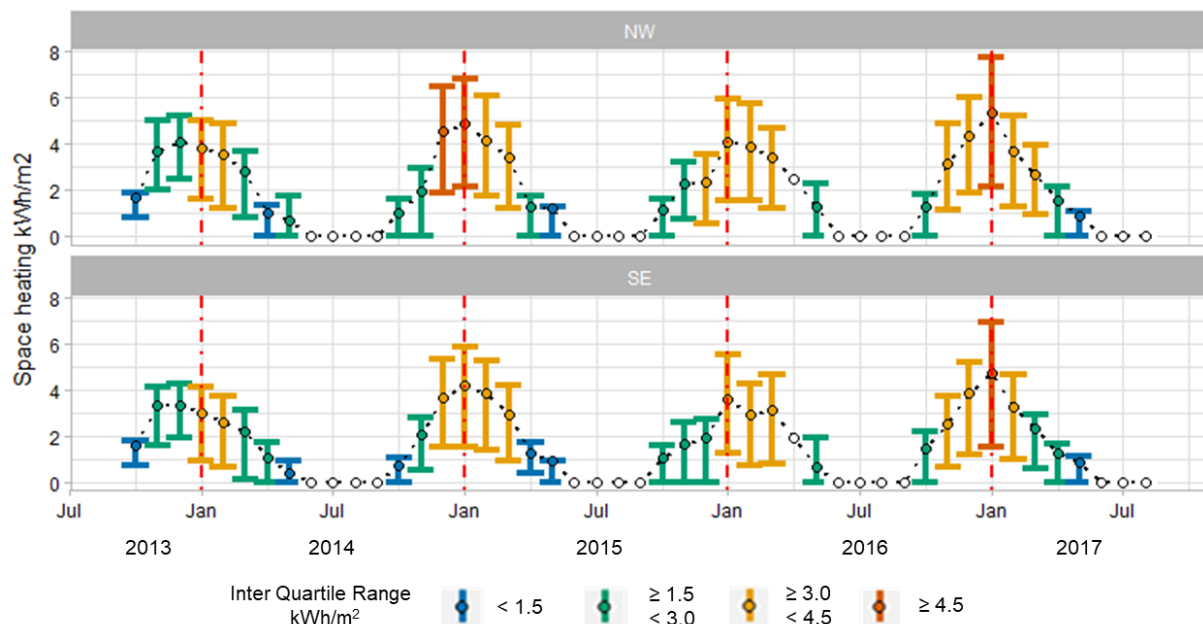 NW
8
6
4
2
0
SE
8
6
4
2
0
Space heating kWh/m2
Jul Jan Jul Jan Jul Jan Jul Jan Jul
2013 2014 2015 2016 2017
Inter Quartile Range
kWh/m²
< 1.5
≥ 1.5
< 3.0
≥ 3.0
< 4.5
≥ 4.5